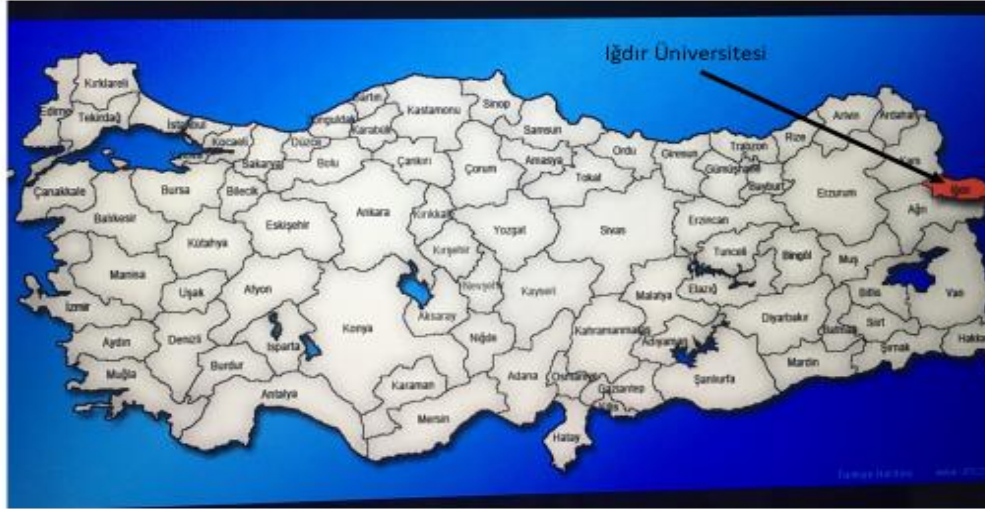 Iğdır Üniversitesi
Kırklareli
Edirne
Tekirdağ
İstanbul
Kocaeli
Sakarya
Düzce
Bolu
Zonguldak
Bartın
Karabük
Kastamonu
Sinop
Çankırı
Çorum
Samsun
Amasya
Tokat
Ordu
Giresun
Trabzon
Gümüşhane
Bayburt
Rize
Artvin
Ardahan
Kars
Iğdır
Ağrı
Erzurum
Erzincan
Çanakkale
Balıkesir
Bursa
Bilecik
Eskişehir
Kütahya
Ankara
Kırıkkale
Kırşehir
Yozgat
Sivas
Tunceli
Bingöl
Muş
Elazığ
Malatya
Bitlis
Van
Manisa
Uşak
Afyon
İzmir
Aydın
Denizli
Isparta
Burdur
Muğla
Antalya
Konya
Aksaray
Nevşehir
Kayseri
Niğde
Karaman
Mersin
Adana
Kahramanmaraş
Adıyaman
Osmaniye
Gaziantep
Kilis
Hatay
Şanlıurfa
Diyarbakır
Mardin
Batman
Siirt
Şırnak
Hakka